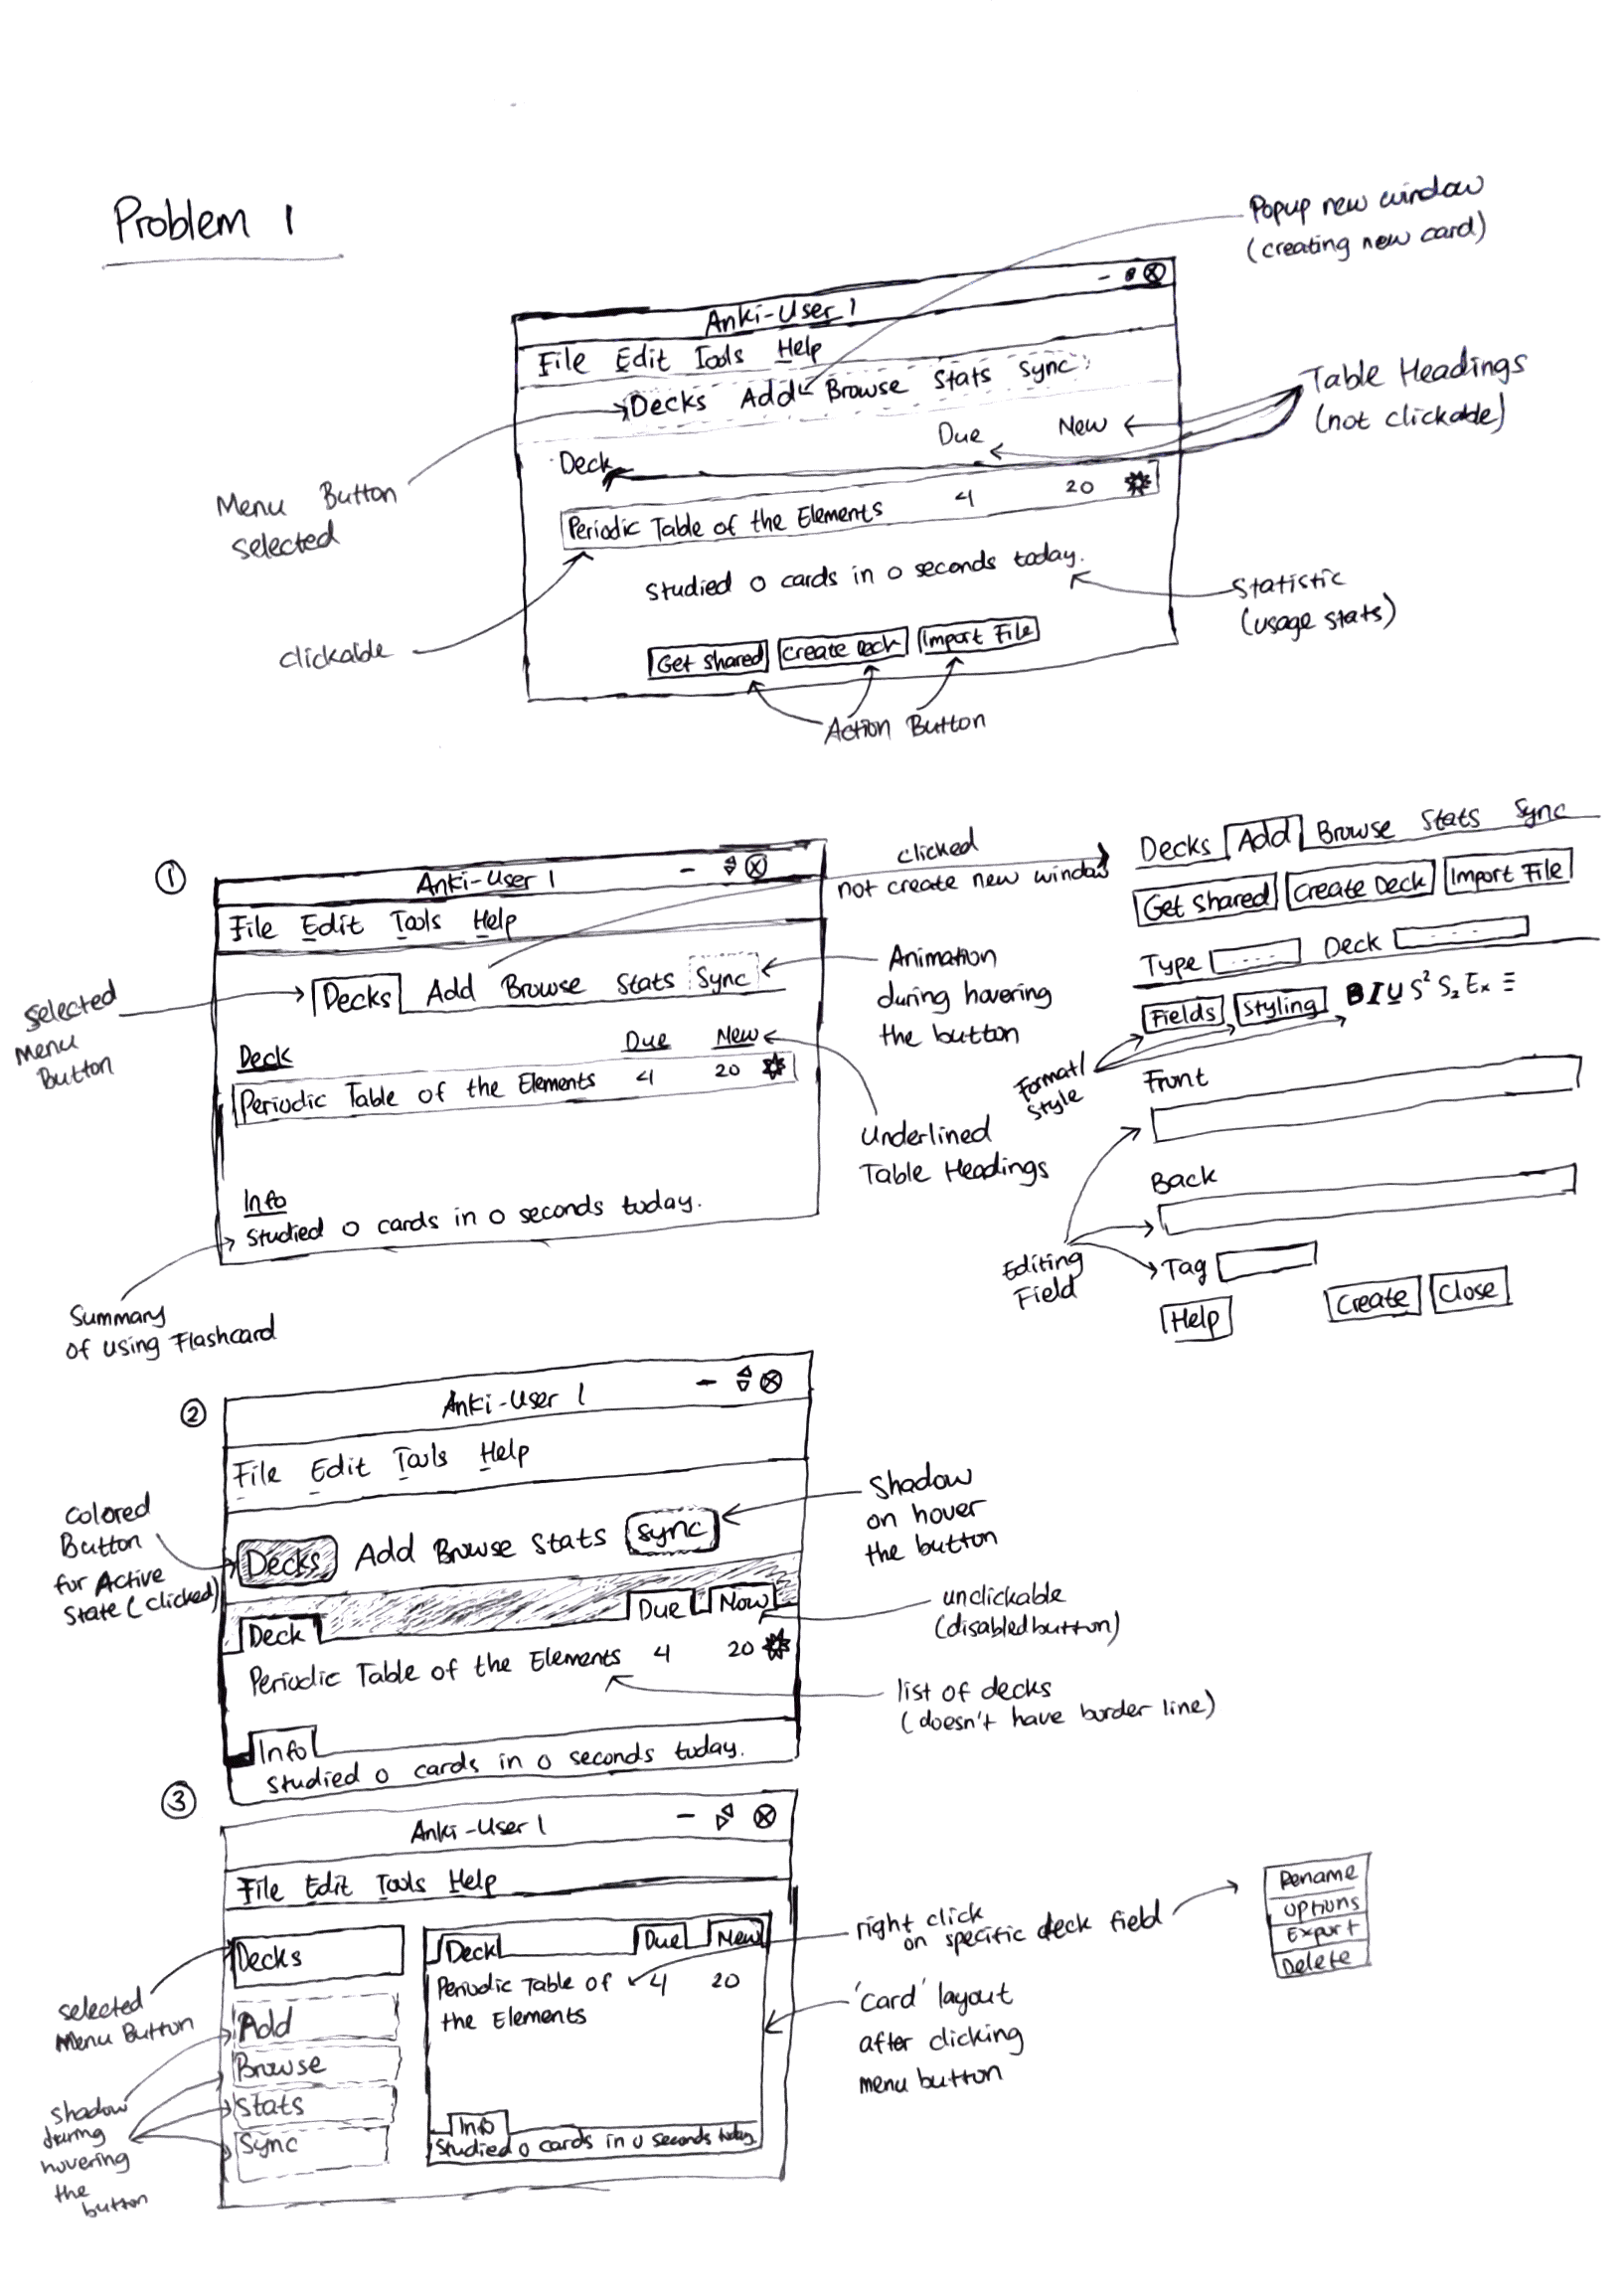 Problem 1
Popup new window
(creating new card)
Anki-User 1
File Edit Tools Help
Decks Add Browse Stats Sync
Table Headings
(not clickable)
Deck Due New
Menu Button
selected
Periodic Table of the Elements 4 20
Studied 0 cards in 0 seconds today.
Statistic
(usage stats)
clickable
Get Shared Create Deck Import File
Action Button
①
Anki-User 1
File Edit Tools Help
clicked
not create new window
Decks Add Browse Stats Sync
Selected
Menu
Button
Animation
during hovering
the button
Deck Due New
Periodic Table of the Elements 4 20
Underlined
Table Headings
Info
Studied 0 cards in 0 seconds today.
Summary
of using Flashcard
Decks Add Browse Stats Sync
Get Shared Create Deck Import File
Type Deck
Fields Styling B I U S² S₂ Ex ≡
Format/
Style
Front
Back
Editing
Field
Tag
Help Create Close
②
Anki-User 1
File Edit Tools Help
Colored
Button
for Active
State (clicked)
Decks Add Browse Stats Sync
Shadow
on hover
the button
Deck Due Now
unclickable
(disabled button)
Periodic Table of the Elements 4 20
list of decks
(doesn't have border line)
Info
Studied 0 cards in 0 seconds today.
③
Anki-User 1
File Edit Tools Help
Decks
Add
Browse
Stats
Sync
selected
Menu Button
shadow
during
hovering
the
button
Deck Due New
Periodic Table of 4 20
the Elements
Info
Studied 0 cards in 0 seconds today.
right click
on specific deck field
Rename
Options
Export
Delete
'card' layout
after clicking
menu button